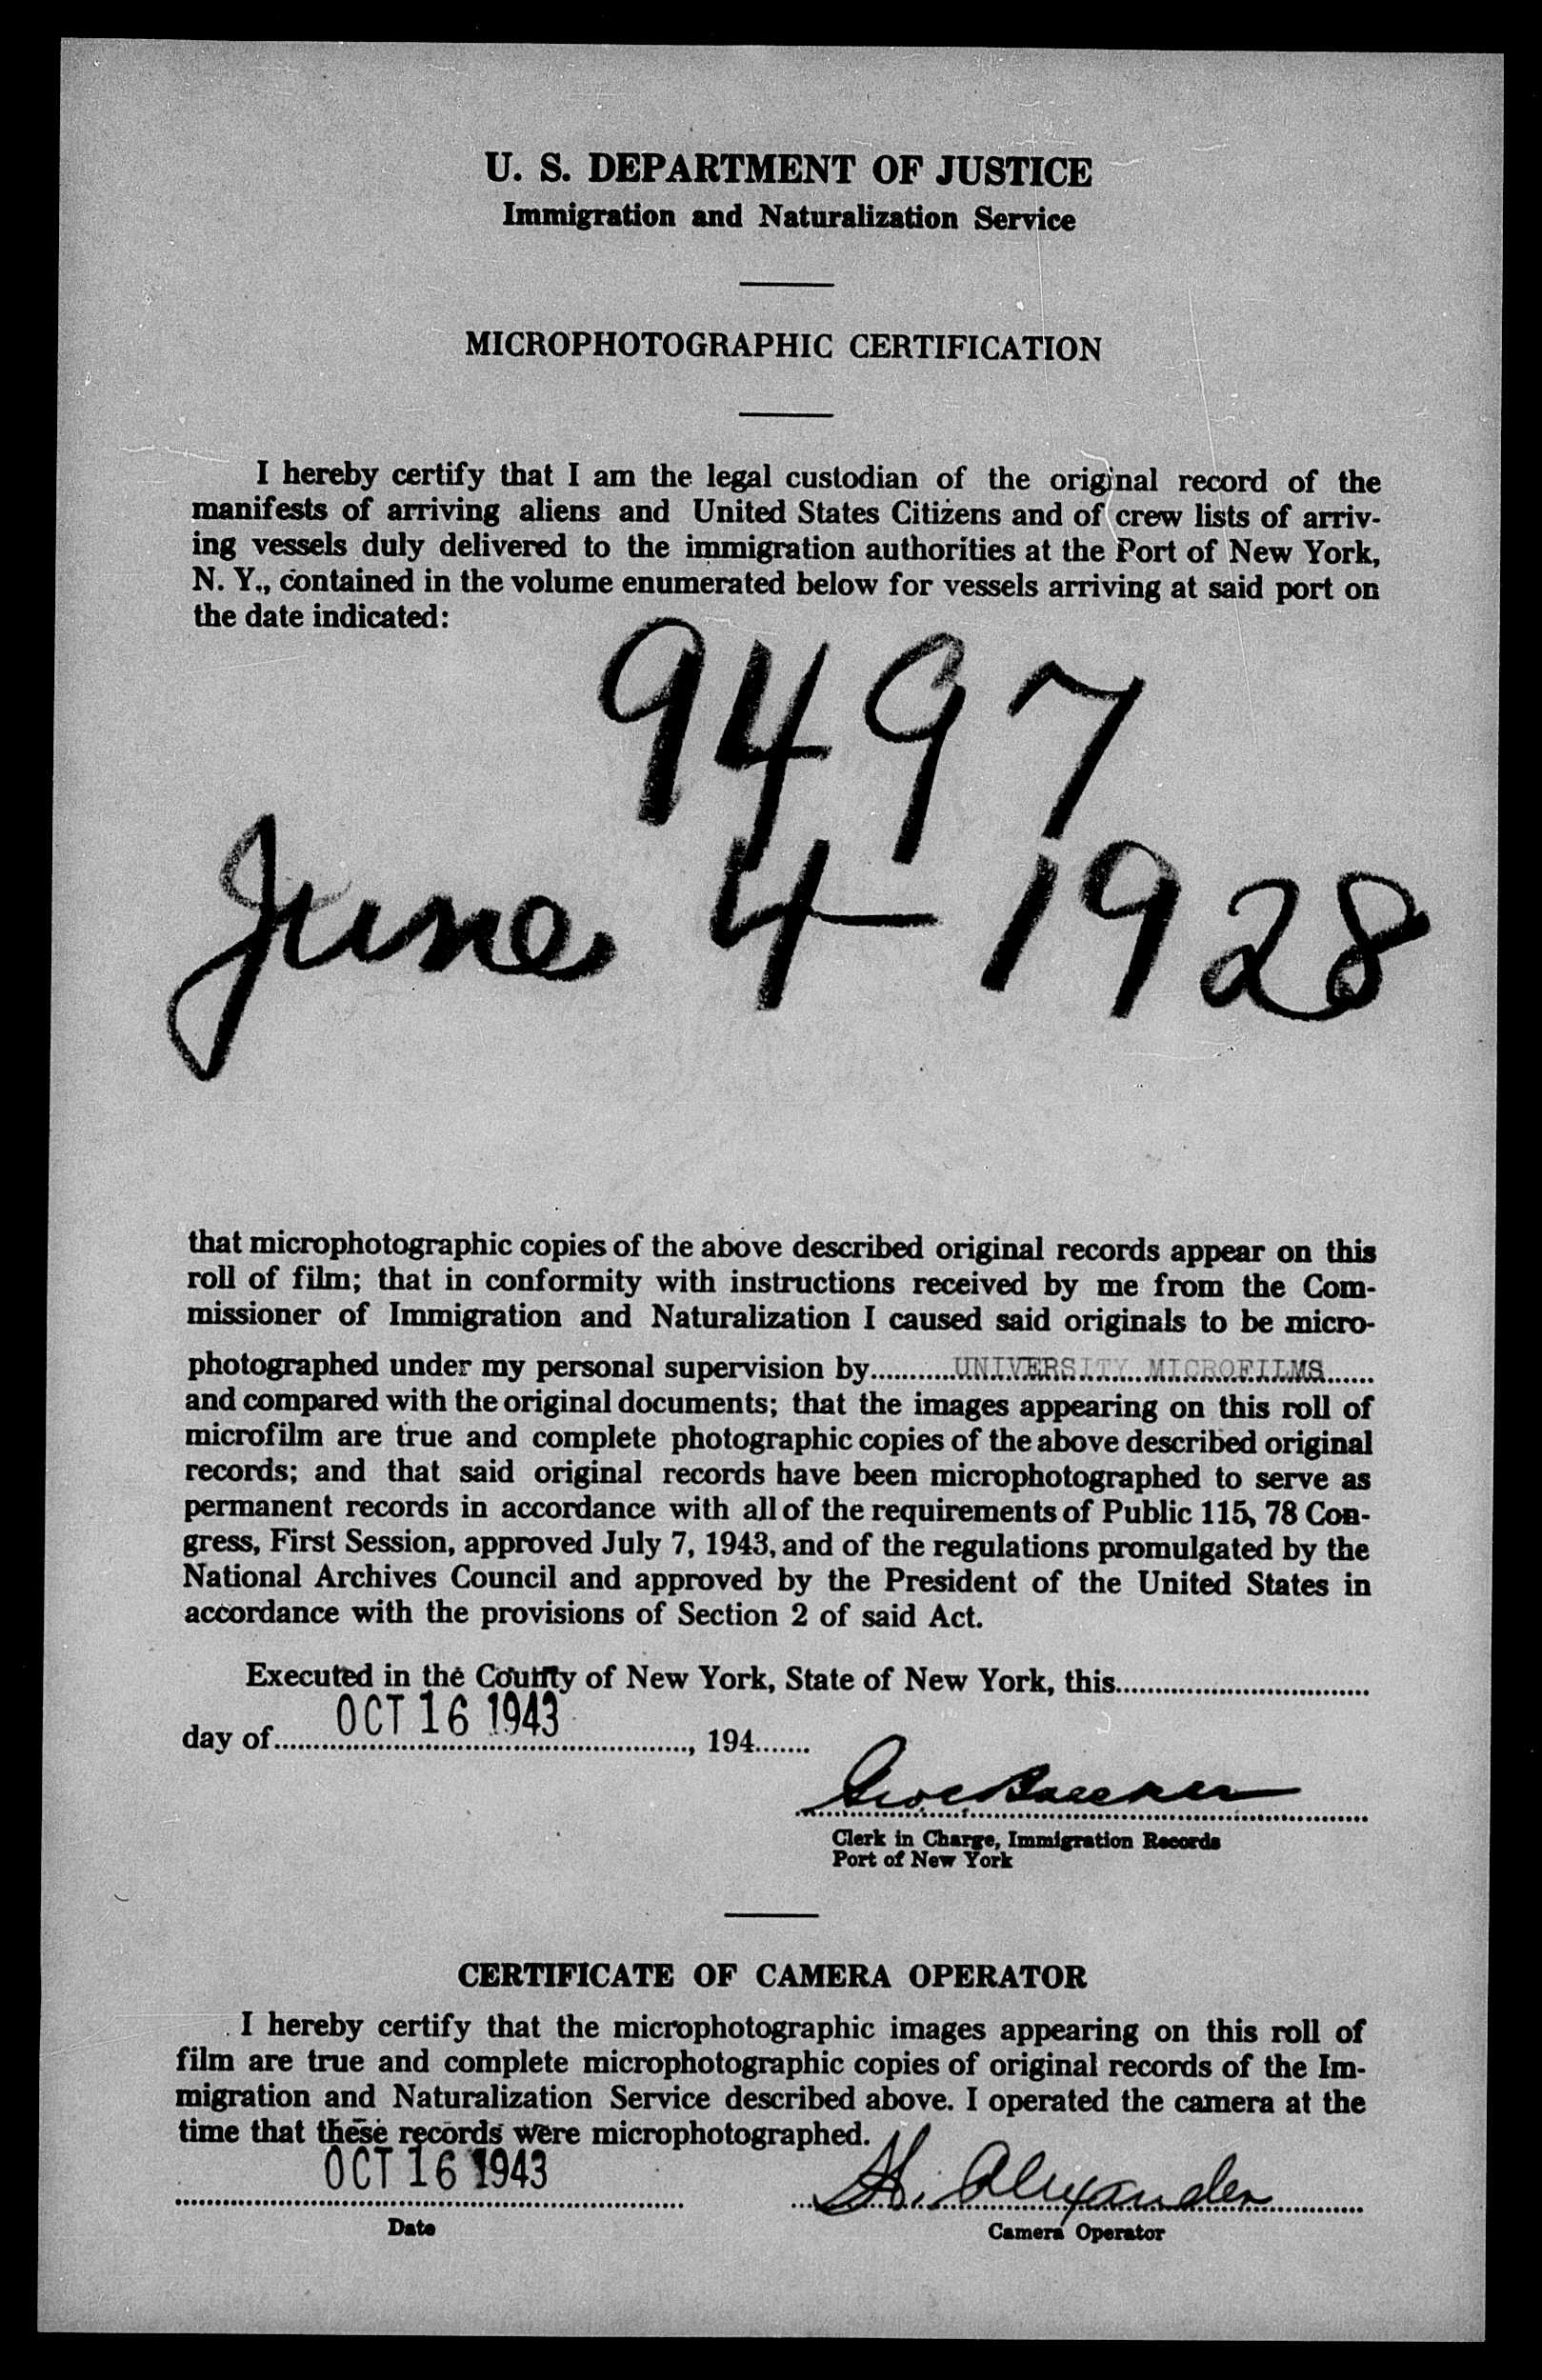 U. S. DEPARTMENT OF JUSTICE
Immigration and Naturalization Service
MICROPHOTOGRAPHIC CERTIFICATION
I hereby certify that I am the legal custodian of the original record of the
manifests of arriving aliens and United States Citizens and of crew lists of arriv-
ing vessels duly delivered to the immigration authorities at the Port of New York,
N. Y., contained in the volume enumerated below for vessels arriving at said port on
the date indicated:
9497
June 4 - 1928
that microphotographic copies of the above described original records appear on this
roll of film; that in conformity with instructions received by me from the Com-
missioner of Immigration and Naturalization I caused said originals to be micro-
photographed under my personal supervision by UNIVERSITY MICROFILMS
and compared with the original documents; that the images appearing on this roll of
microfilm are true and complete photographic copies of the above described original
records; and that said original records have been microphotographed to serve as
permanent records in accordance with all of the requirements of Public 115, 78 Con-
gress, First Session, approved July 7, 1943, and of the regulations promulgated by the
National Archives Council and approved by the President of the United States in
accordance with the provisions of Section 2 of said Act.
Executed in the County of New York, State of New York, this
day of OCT 16 1943, 194
Clerk in Charge, Immigration Records
Port of New York
CERTIFICATE OF CAMERA OPERATOR
I hereby certify that the microphotographic images appearing on this roll of
film are true and complete microphotographic copies of original records of the Im-
migration and Naturalization Service described above. I operated the camera at the
time that these records were microphotographed.
OCT 16 1943 H. Alexander
Date Camera Operator